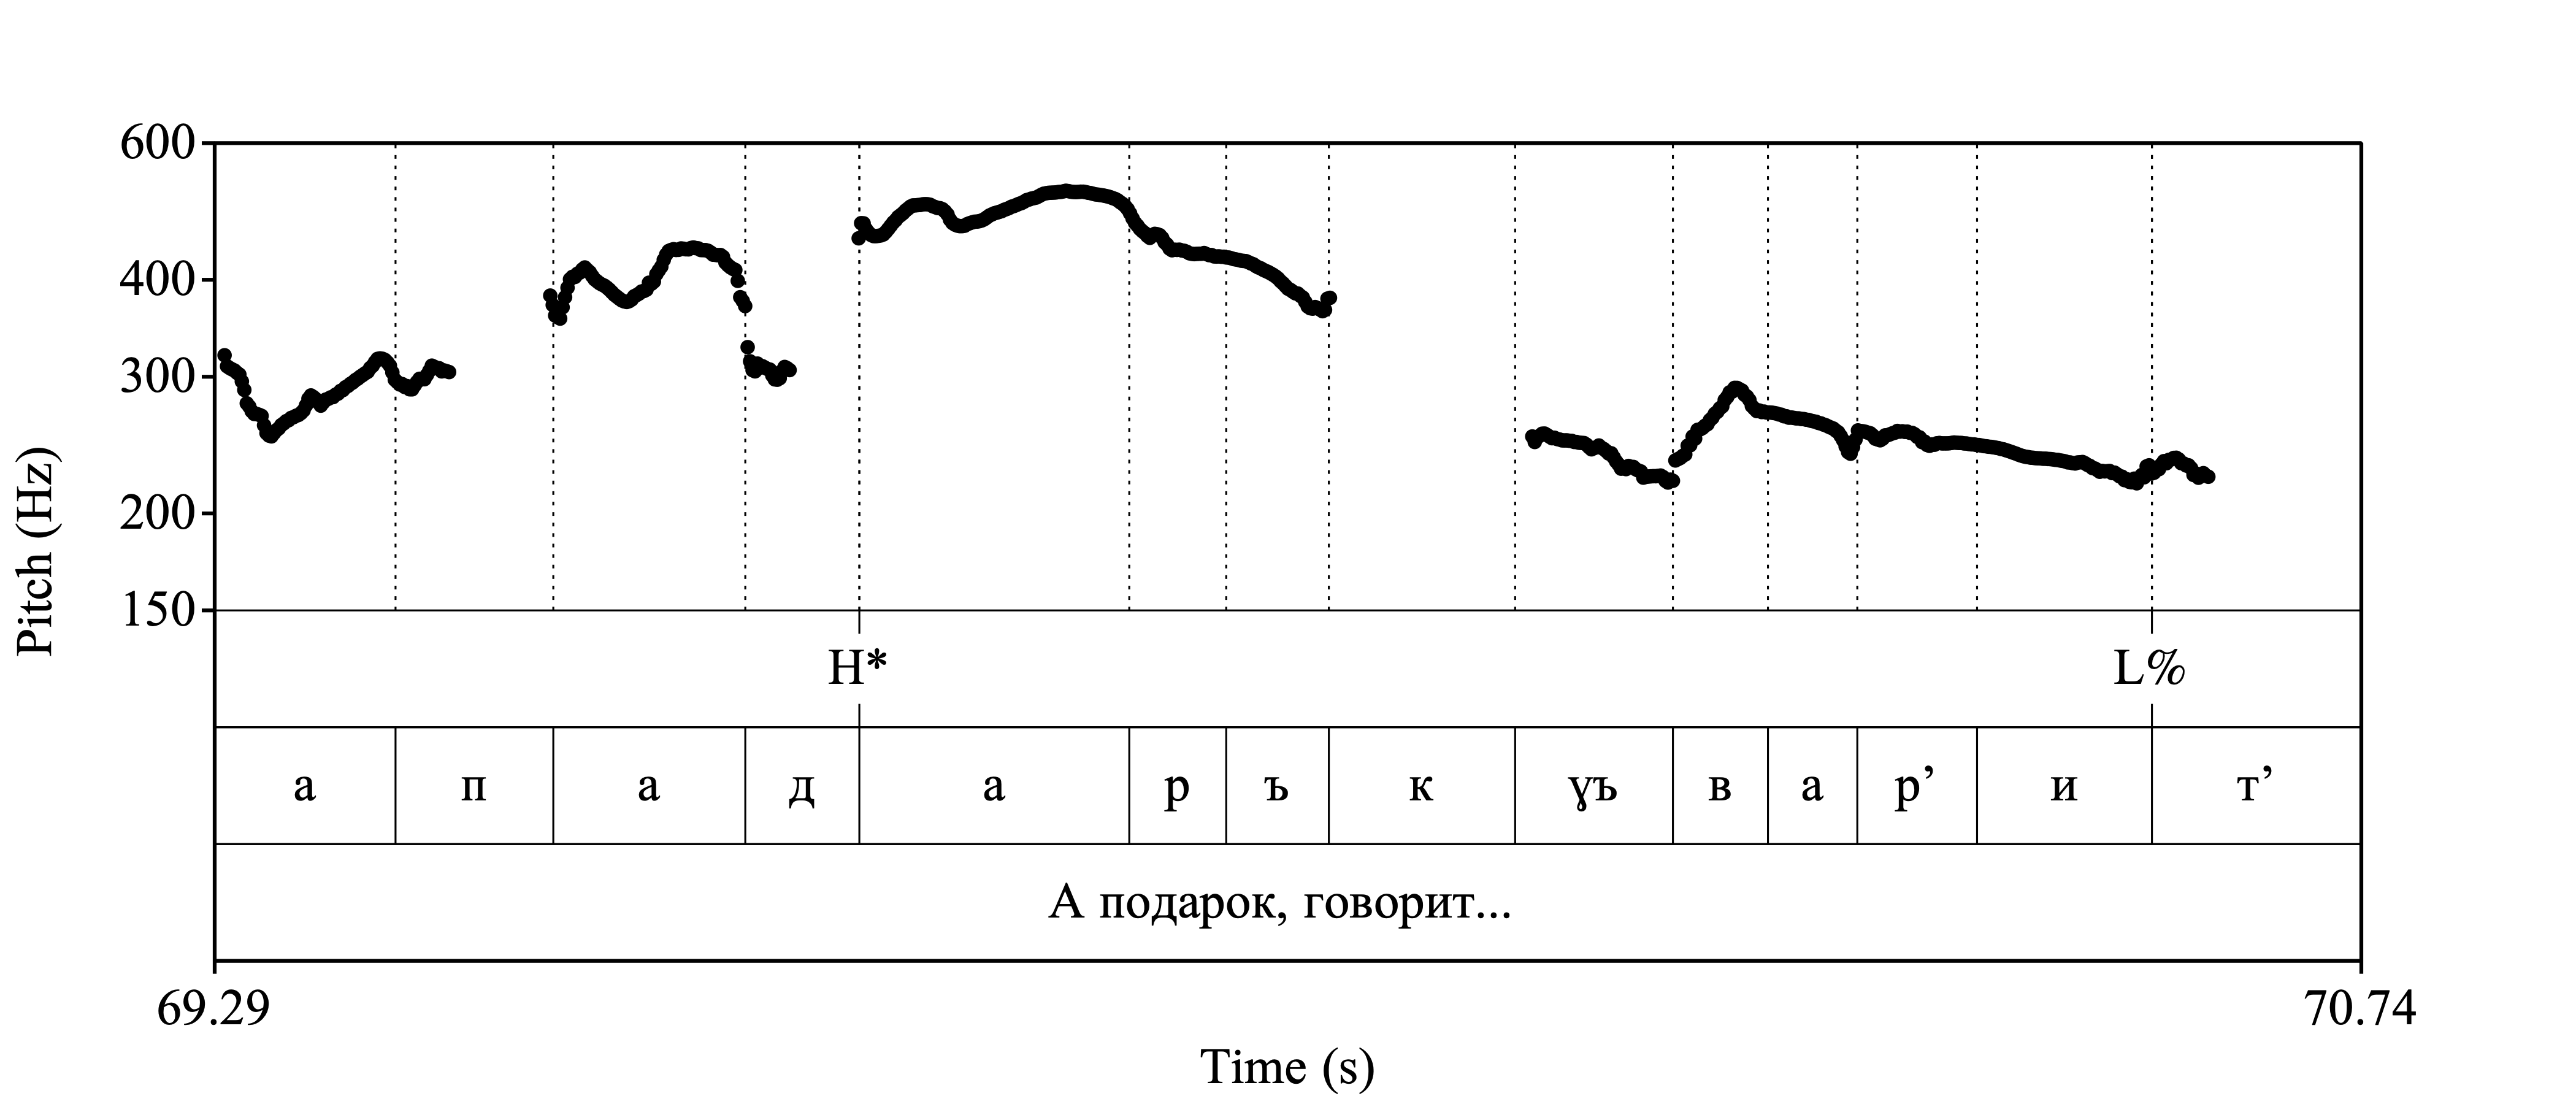 600
400
300
200
150
Pitch (Hz)
H* L%
а п а д а р ъ к ɣъ в а р’ и т’
А подарок, говорит...
69.29 70.74
Time (s)